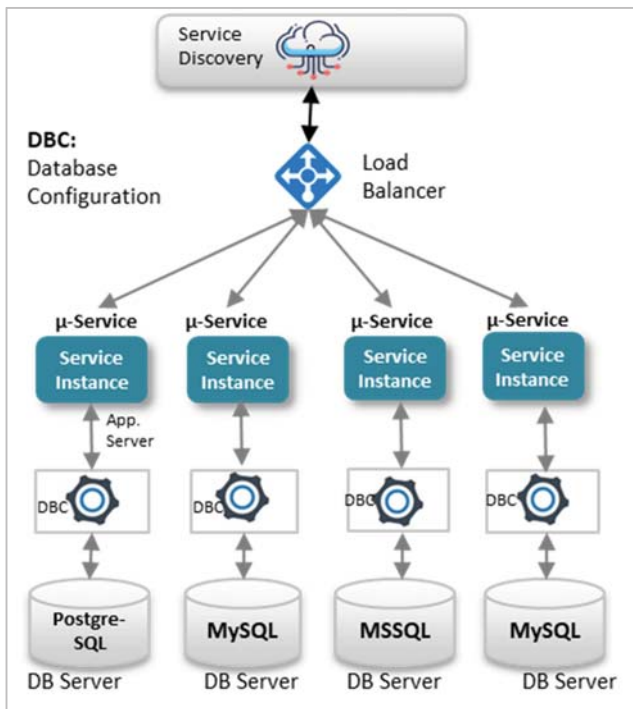 Service
Discovery
DBC:
Database
Configuration
Load
Balancer
µ-Service
µ-Service
µ-Service
µ-Service
Service
Instance
Service
Instance
Service
Instance
Service
Instance
App.
Server
DBC
DBC
DBC
DBC
Postgre-
SQL
MySQL
MSSQL
MySQL
DB Server
DB Server
DB Server
DB Server